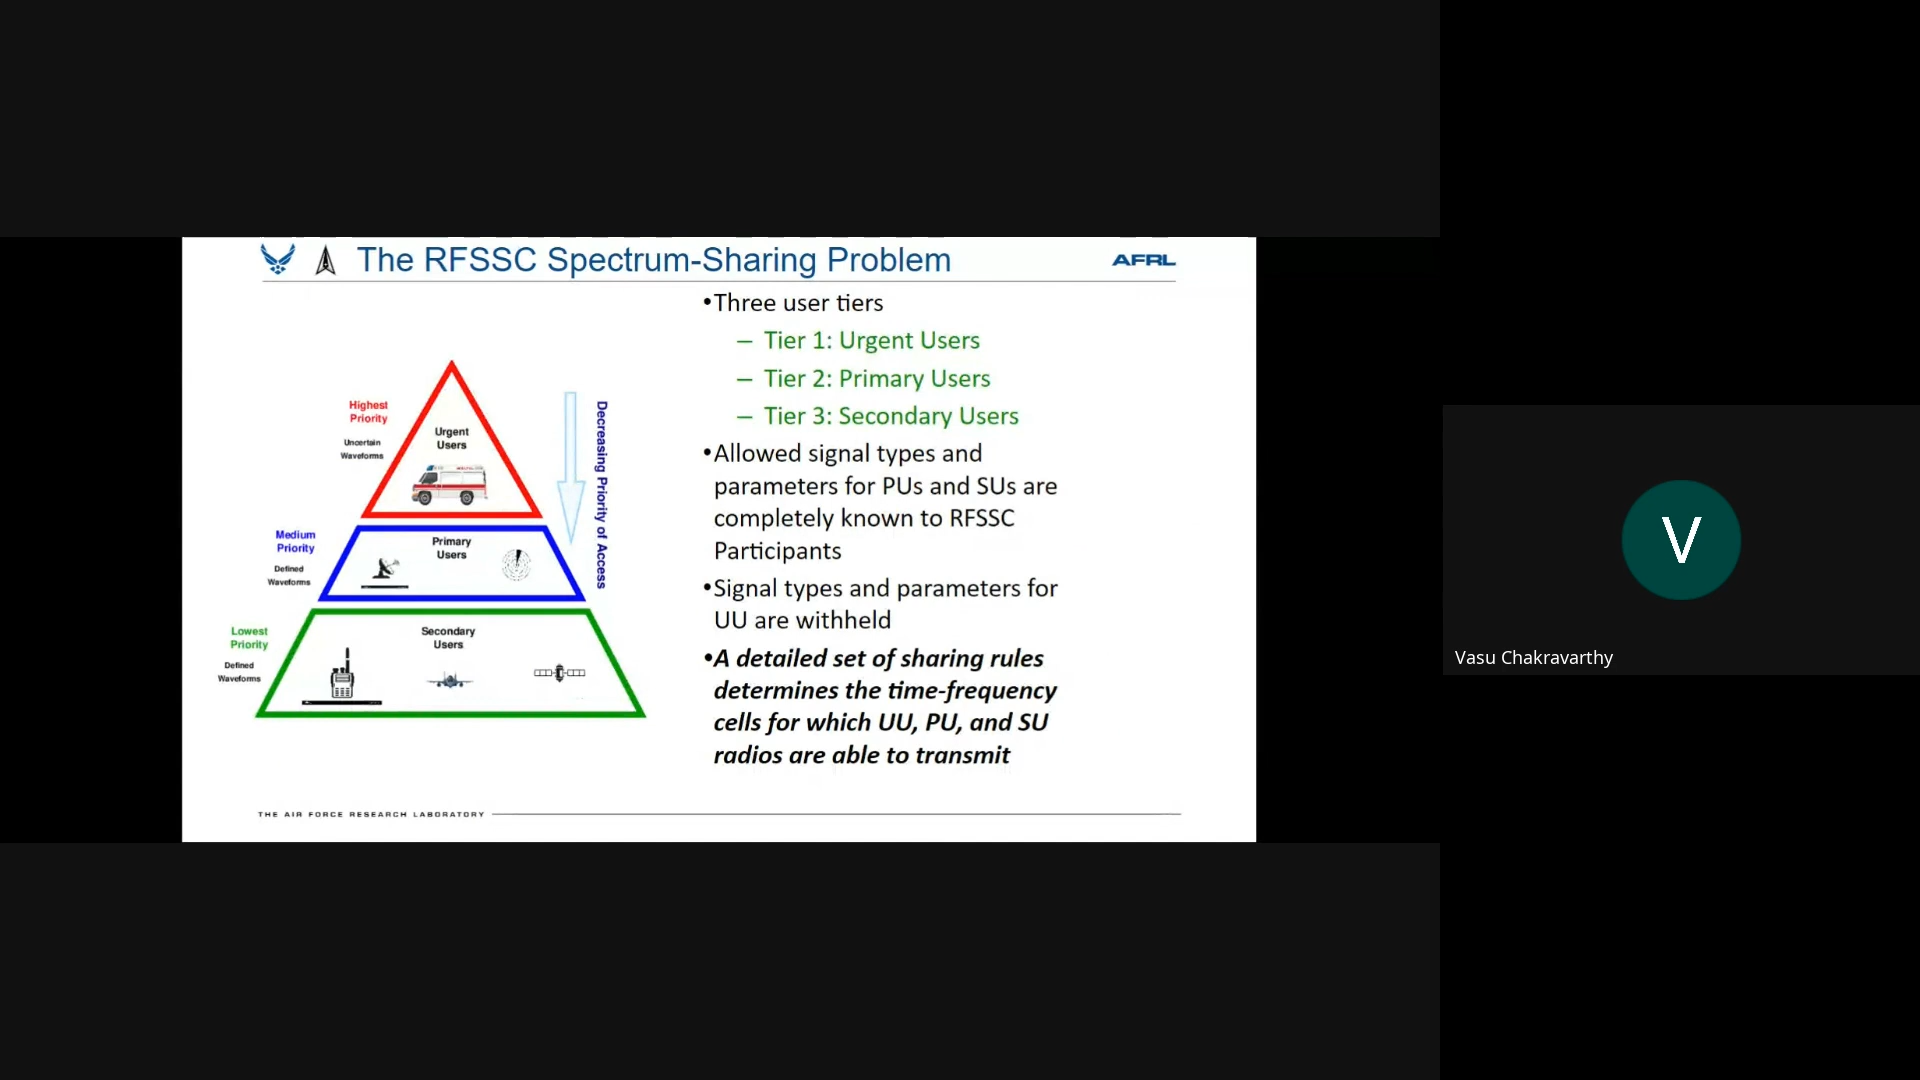 The RFSSC Spectrum-Sharing Problem
AFRL
•Three user tiers
– Tier 1: Urgent Users
– Tier 2: Primary Users
– Tier 3: Secondary Users
•Allowed signal types and
parameters for PUs and SUs are
completely known to RFSSC
Participants
•Signal types and parameters for
UU are withheld
•A detailed set of sharing rules
determines the time-frequency
cells for which UU, PU, and SU
radios are able to transmit
Highest
Priority
Uncertain
Waveforms
Urgent
Users
Decreasing Priority of Access
Medium
Priority
Defined
Waveforms
Primary
Users
Lowest
Priority
Defined
Waveforms
Secondary
Users
THE AIR FORCE RESEARCH LABORATORY
V
Vasu Chakravarthy